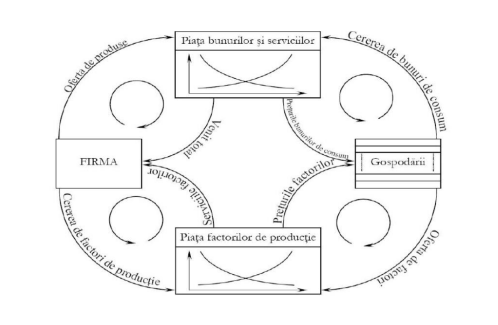 Piața bunurilor și serviciilor
Oferta de produse
Cererea de bunuri de consum
Venit total
Prețurile bunurilor de consum
FIRMA
Gospodării
Serviciile factorilor
Prețurile factorilor
Cererea de factori de producție
Piața factorilor de producție
Oferta de factori